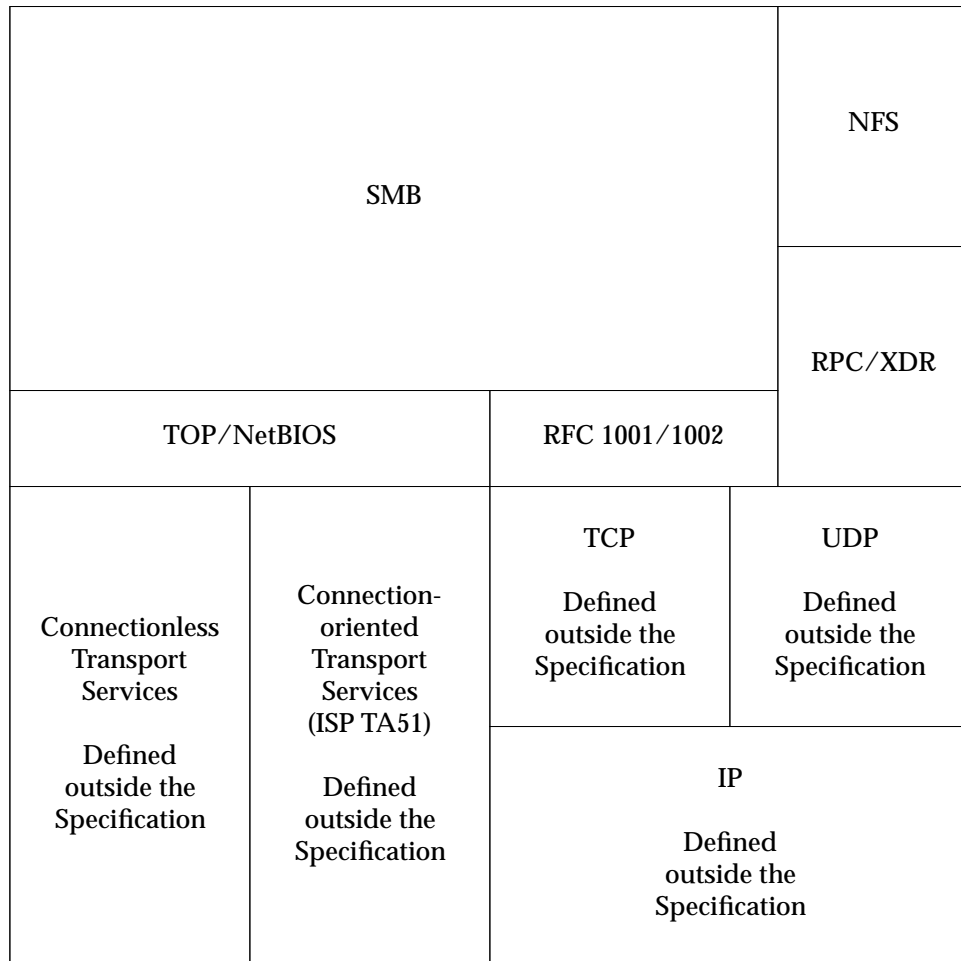 SMB
NFS
RPC/XDR
TOP/NetBIOS
RFC 1001/1002
Connectionless
Transport
Services
Defined
outside the
Specification
Connection-
oriented
Transport
Services
(ISP TA51)
Defined
outside the
Specification
TCP
Defined
outside the
Specification
UDP
Defined
outside the
Specification
IP
Defined
outside the
Specification